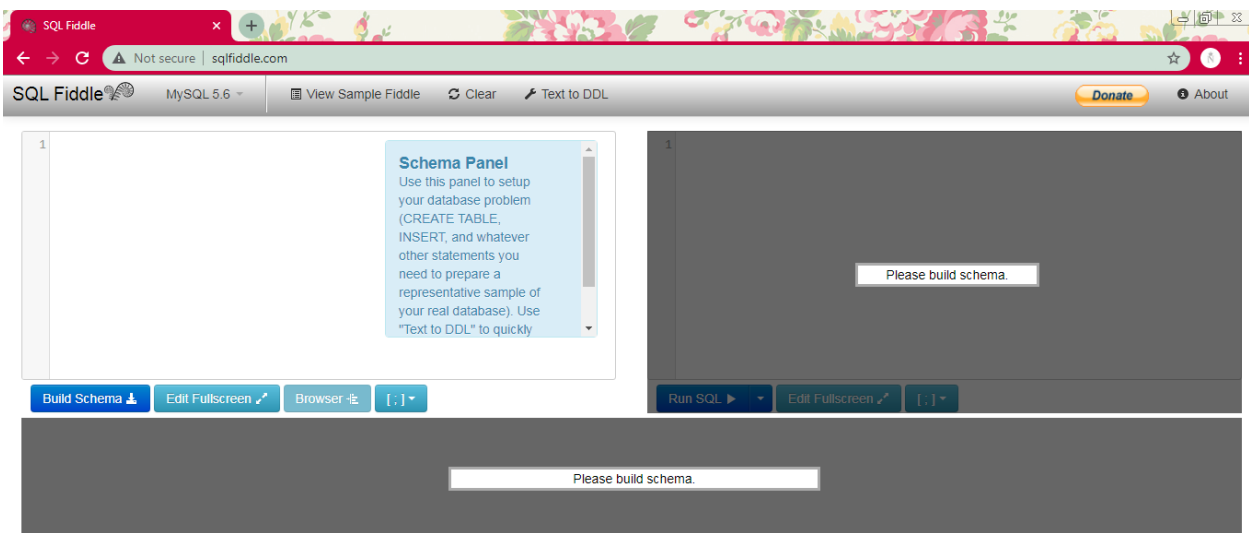 SQL Fiddle
Not secure | sqlfiddle.com
SQL Fiddle MySQL 5.6 View Sample Fiddle Clear Text to DDL Donate About
1
Schema Panel
Use this panel to setup
your database problem
(CREATE TABLE,
INSERT, and whatever
other statements you
need to prepare a
representative sample of
your real database). Use
"Text to DDL" to quickly
1
Please build schema.
Build Schema Edit Fullscreen Browser [ ; ]
Run SQL Edit Fullscreen [ ; ]
Please build schema.